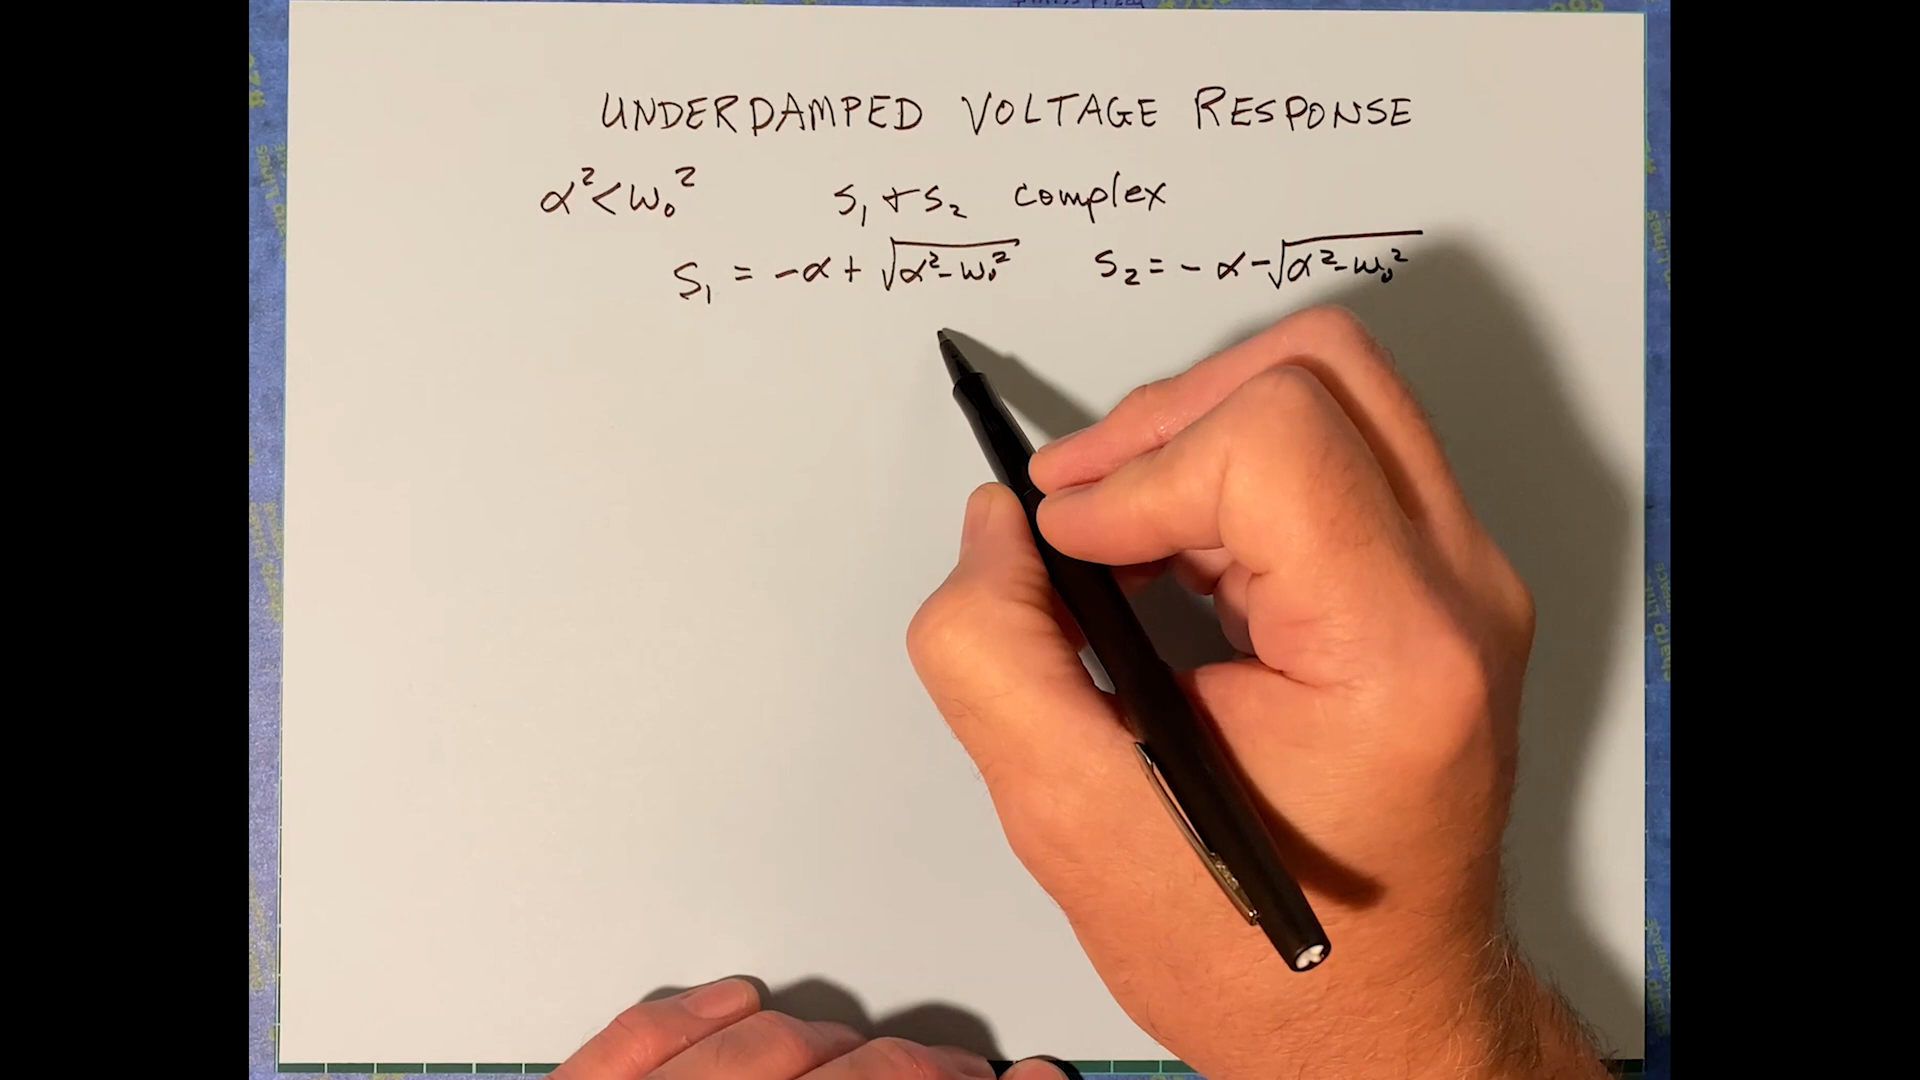 UNDERDAMPED VOLTAGE RESPONSE
α² < ω₀² s₁ + s₂ complex
s₁ = -α + √(α² - ω₀²) s₂ = -α - √(α² - ω₀²)